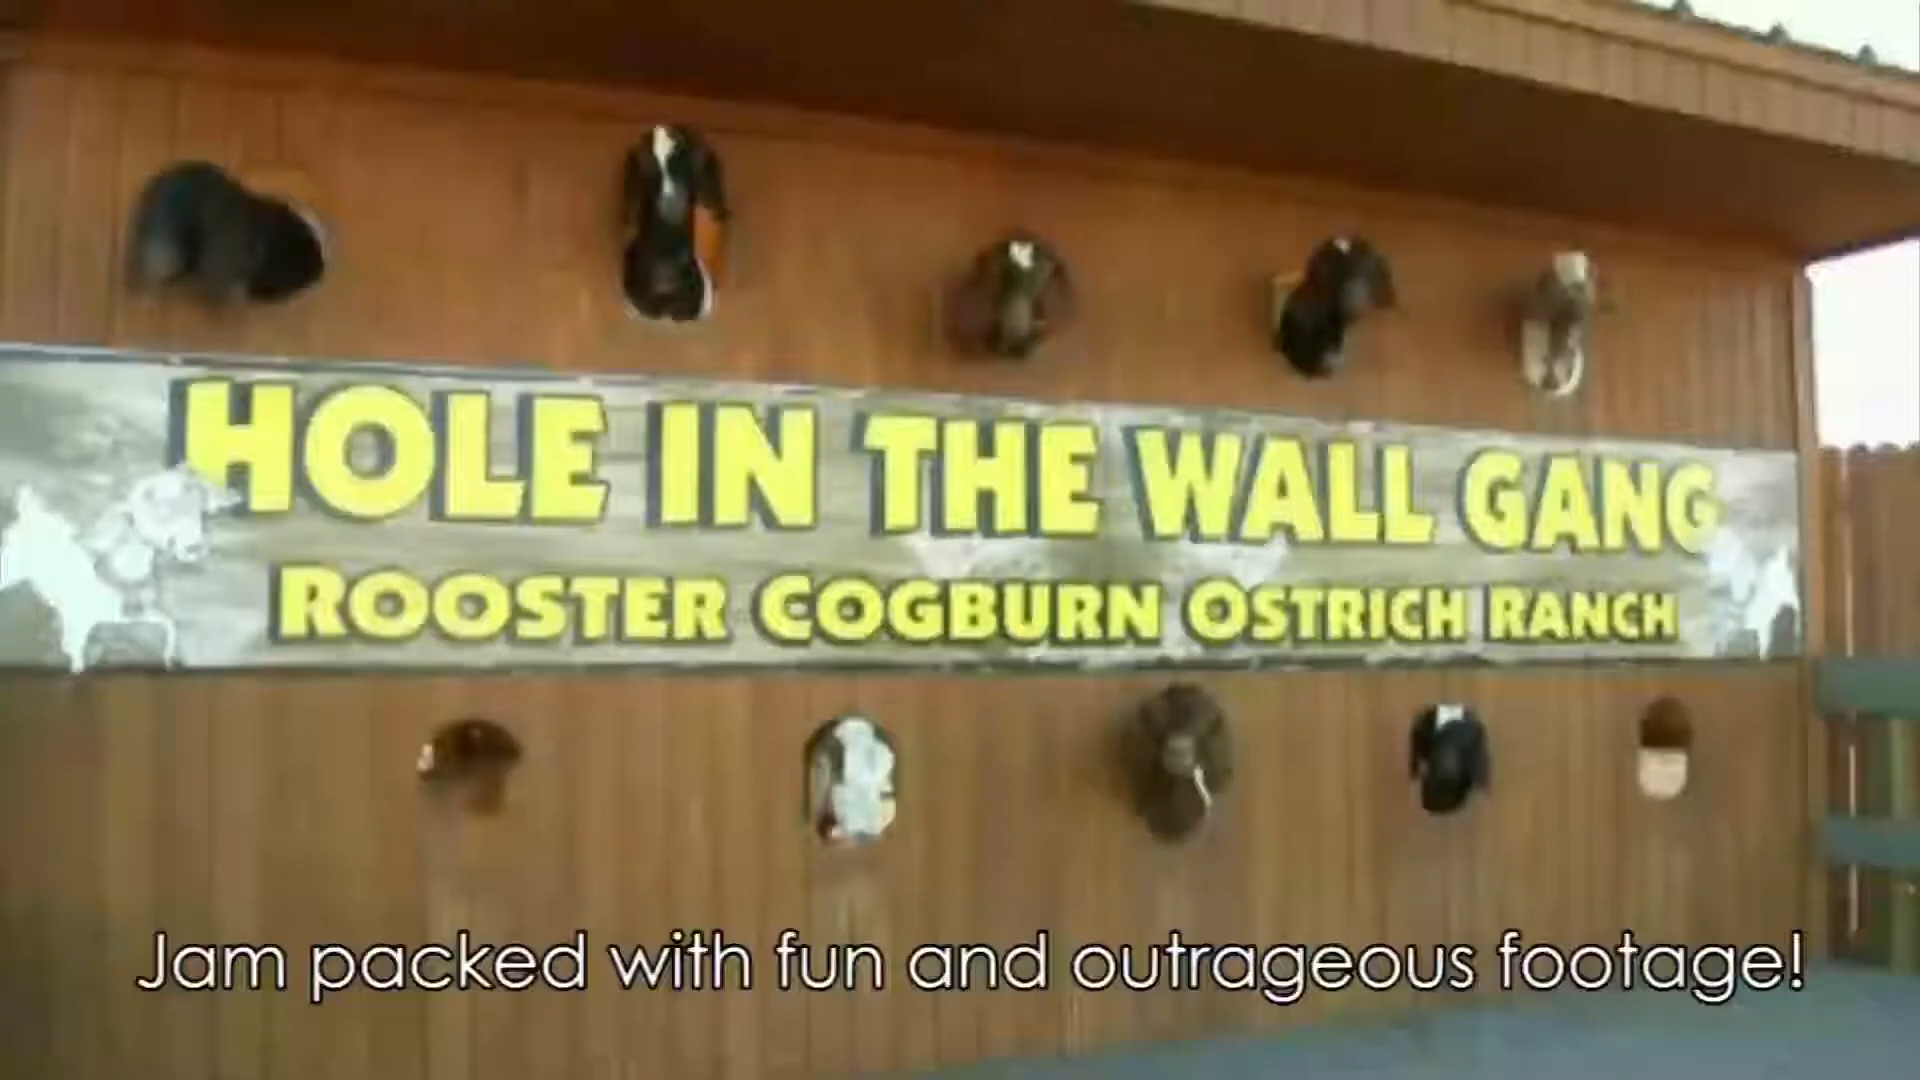 HOLE IN THE WALL GANG
ROOSTER COGBURN OSTRICH RANCH
Jam packed with fun and outrageous footage!